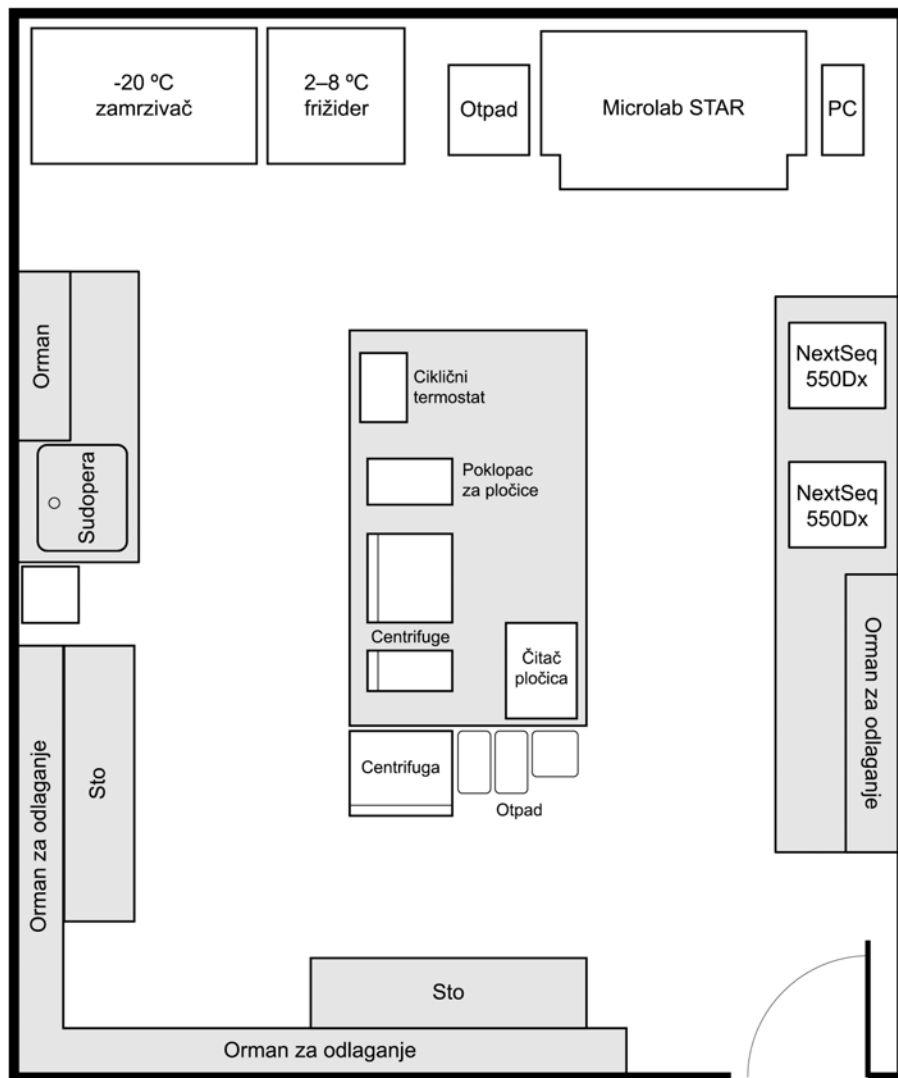 -20 ºC
zamrzivač
2–8 ºC
frižider
Otpad
Microlab STAR
PC
Orman
Sudopera
Ciklični
termostat
Poklopac
za pločice
Centrifuge
Čitač
pločica
NextSeq
550Dx
NextSeq
550Dx
Orman za odlaganje
Orman za odlaganje
Sto
Centrifuga
Otpad
Sto
Orman za odlaganje